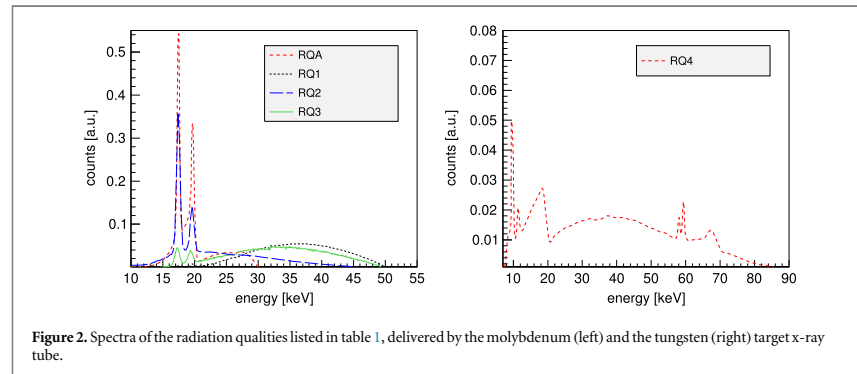 0.5
0.4
0.3
0.2
0.1
counts [a.u.]
RQA
RQ1
RQ2
RQ3
10 15 20 25 30 35 40 45 50 55
energy [keV]
0.08
0.07
0.06
0.05
0.04
0.03
0.02
0.01
counts [a.u.]
RQ4
10 20 30 40 50 60 70 80 90
energy [keV]
Figure 2. Spectra of the radiation qualities listed in table 1, delivered by the molybdenum (left) and the tungsten (right) target x-ray
tube.